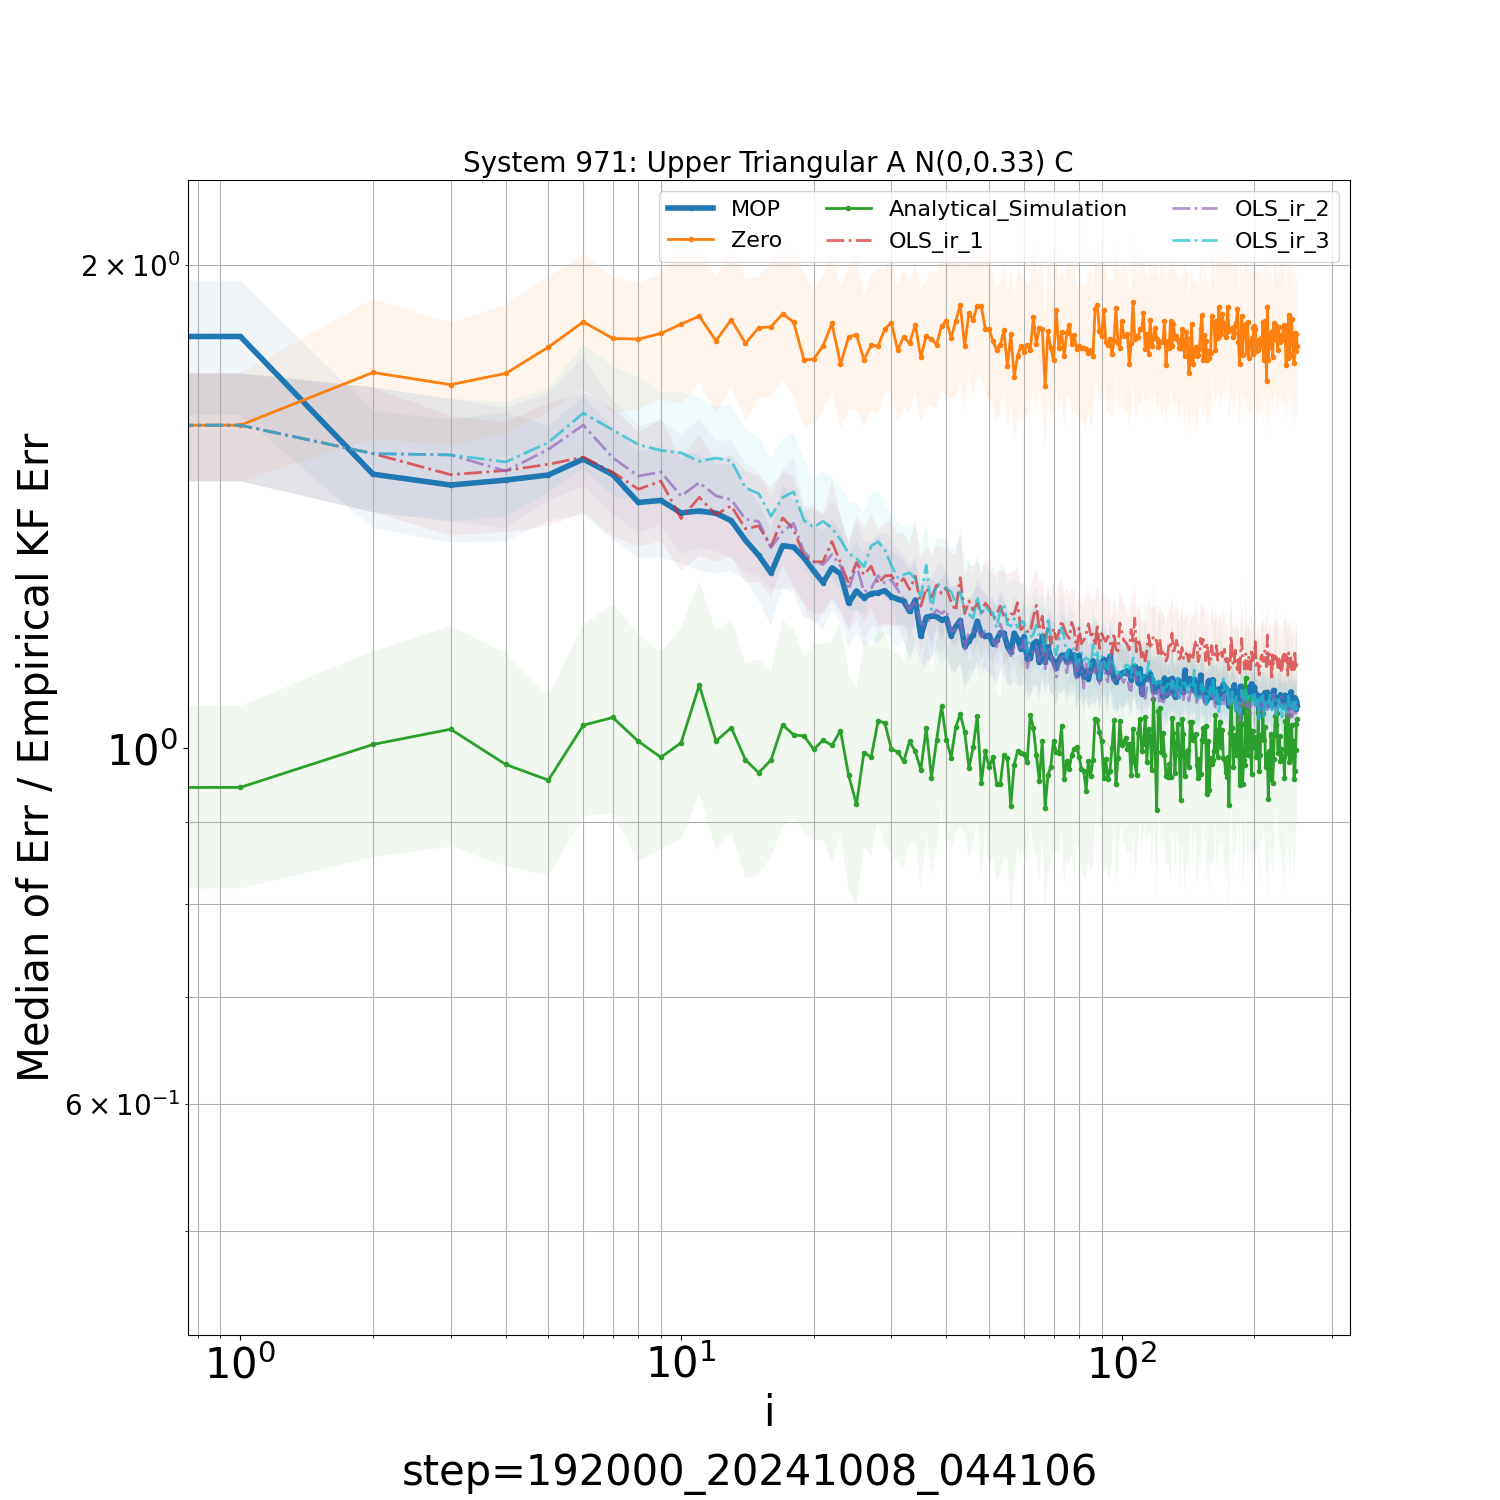 System 971: Upper Triangular A N(0,0.33) C
MOP
Zero
Analytical_Simulation
OLS_ir_1
OLS_ir_2
OLS_ir_3
Median of Err / Empirical KF Err
2 × 10⁰
10⁰
6 × 10⁻¹
10⁰ 10¹ 10²
i
step=192000_20241008_044106